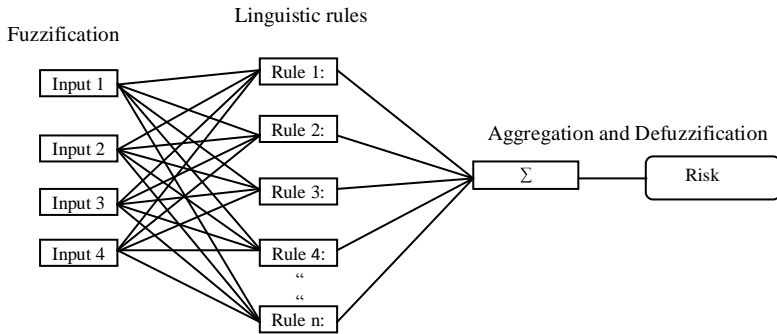 Linguistic rules
Fuzzification
Input 1
Input 2
Input 3
Input 4
Rule 1:
Rule 2:
Rule 3:
Rule 4:
“
“
Rule n:
Aggregation and Defuzzification
Σ
Risk